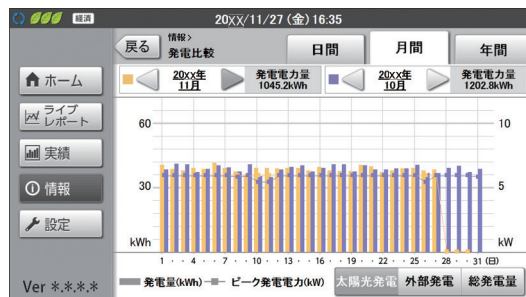 経済 20XX/11/27 (金) 16:35
戻る 情報> 発電比較 日間 月間 年間
20xx年 11月 発電電力量 1045.2kWh 20xx年 10月 発電電力量 1202.8kWh
ホーム
ライブレポート
実績
情報
設定
Ver *.*.*.*
60 10
30 5
kWh kW
1 · · 4 · · 7 · · 10 · · 13 · · 16 · · 19 · · 22 · · 25 · · 28 · · 31 (日)
発電量(kWh) ピーク発電電力(kW) 太陽光発電 外部発電 総発電量